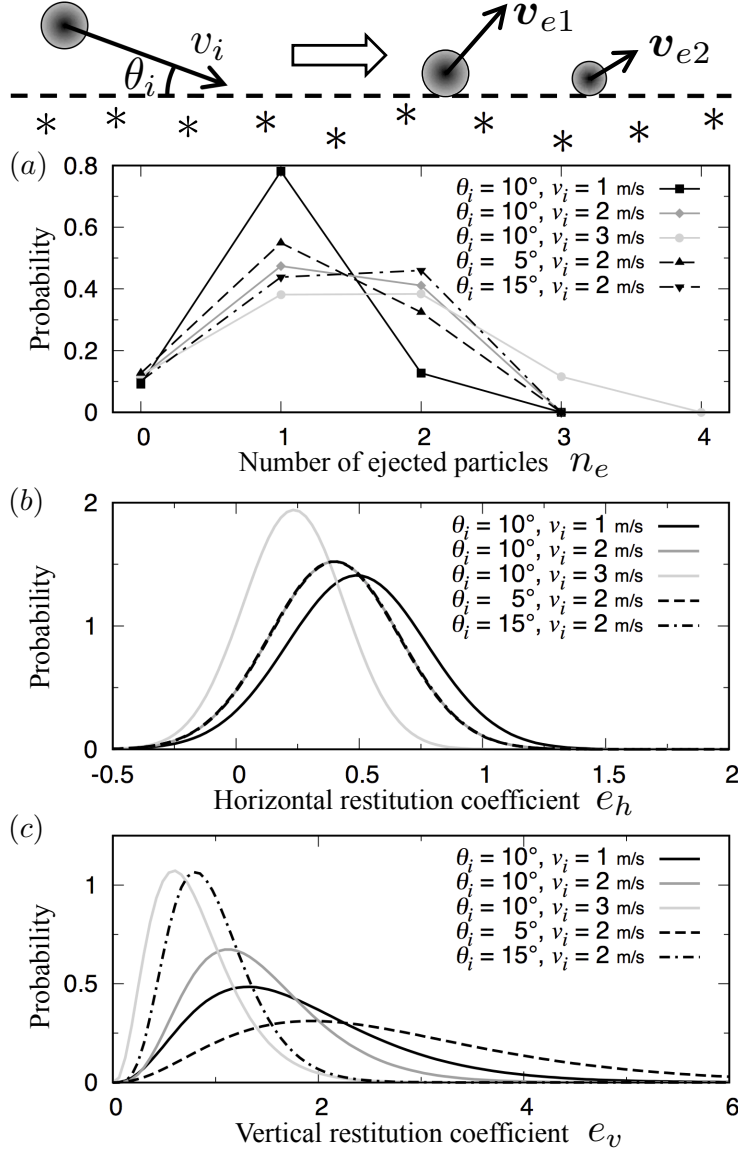 v_i
θ_i
v_{e1}
v_{e2}
* * * * * * * * * *
(a)
0.8
0.6
0.4
0.2
0
Probability
θ_i = 10°, v_i = 1 m/s
θ_i = 10°, v_i = 2 m/s
θ_i = 10°, v_i = 3 m/s
θ_i = 5°, v_i = 2 m/s
θ_i = 15°, v_i = 2 m/s
0 1 2 3 4
Number of ejected particles n_e
(b)
2
1
0
Probability
θ_i = 10°, v_i = 1 m/s
θ_i = 10°, v_i = 2 m/s
θ_i = 10°, v_i = 3 m/s
θ_i = 5°, v_i = 2 m/s
θ_i = 15°, v_i = 2 m/s
-0.5 0 0.5 1 1.5 2
Horizontal restitution coefficient e_h
(c)
1
0.5
0
Probability
θ_i = 10°, v_i = 1 m/s
θ_i = 10°, v_i = 2 m/s
θ_i = 10°, v_i = 3 m/s
θ_i = 5°, v_i = 2 m/s
θ_i = 15°, v_i = 2 m/s
0 2 4 6
Vertical restitution coefficient e_v